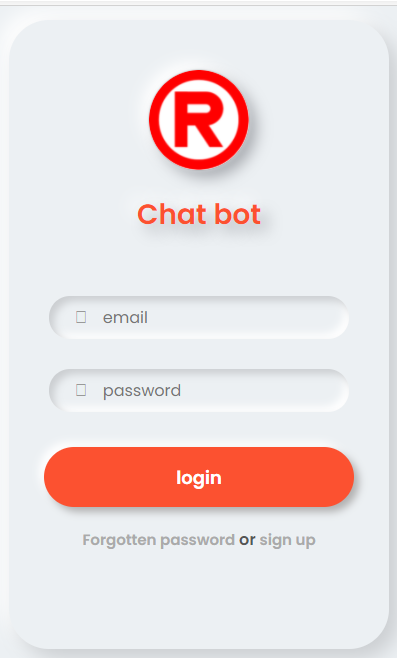 R
Chat bot
email
password
login
Forgotten password or sign up